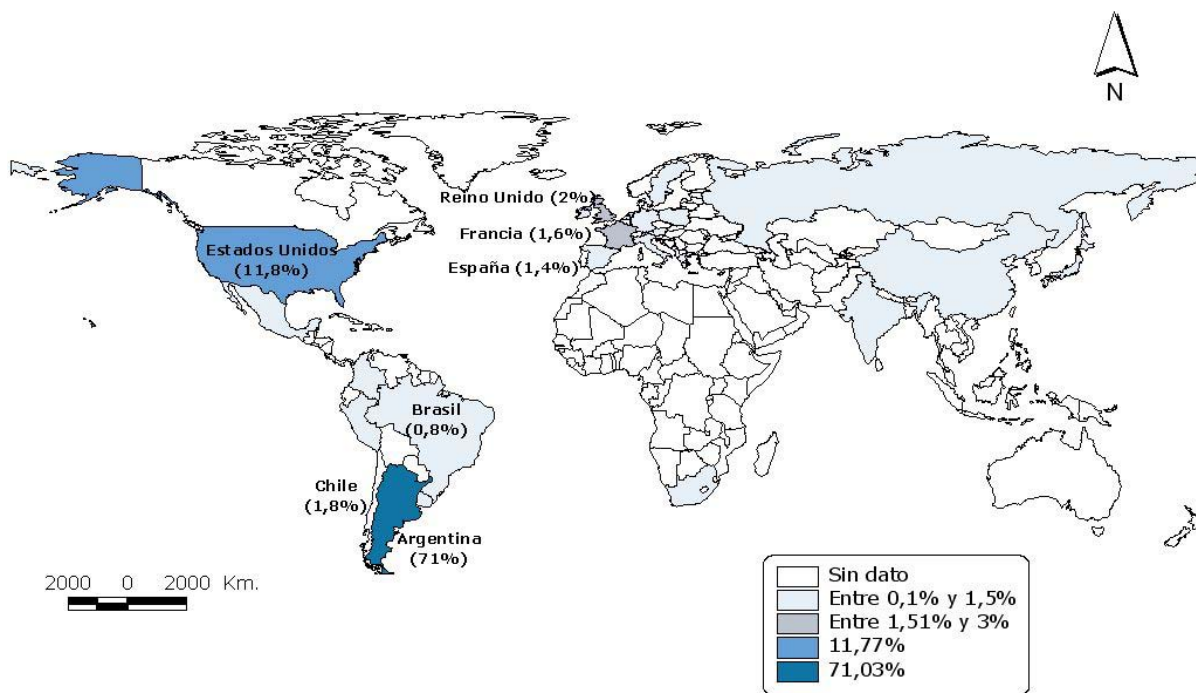 N
Reino Unido (2%)
Francia (1,6%)
España (1,4%)
Estados Unidos
(11,8%)
Brasil
(0,8%)
Chile
(1,8%)
Argentina
(71%)
2000 0 2000 Km.
Sin dato
Entre 0,1% y 1,5%
Entre 1,51% y 3%
11,77%
71,03%